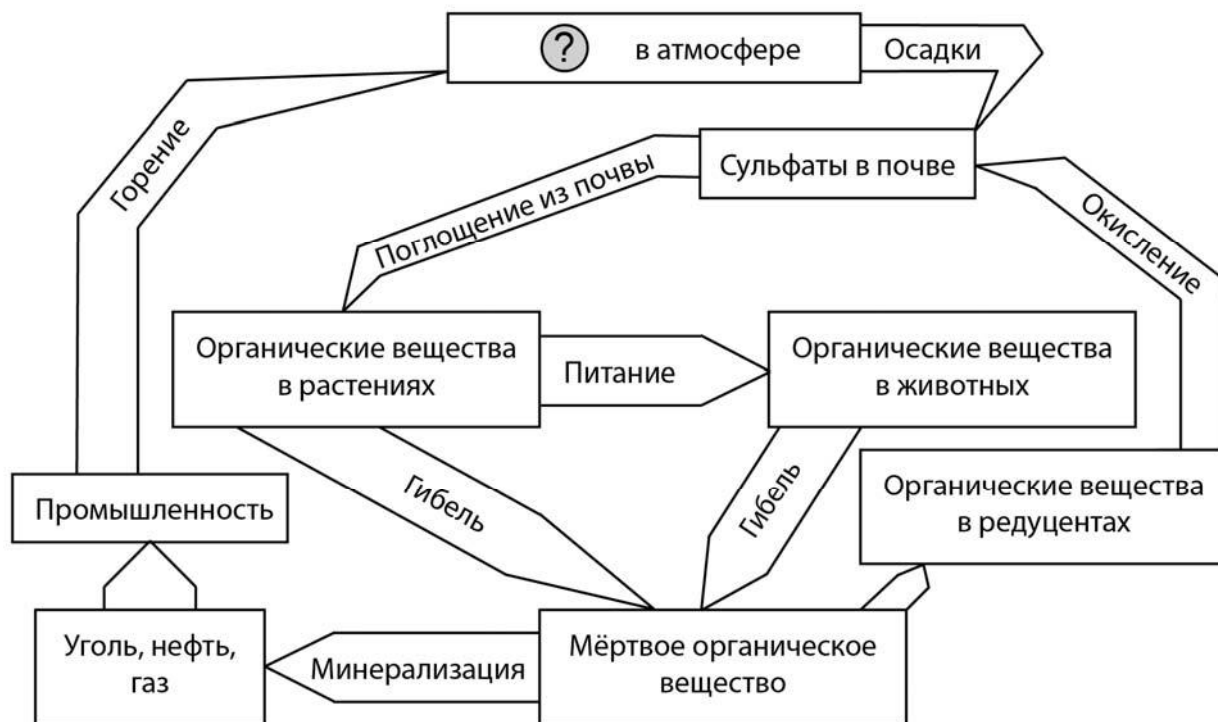 ? в атмосфере
Осадки
Горение
Сульфаты в почве
Поглощение из почвы
Окисление
Органические вещества
в растениях
Питание
Органические вещества
в животных
Гибель
Гибель
Промышленность
Органические вещества
в редуцентах
Уголь, нефть,
газ
Минерализация
Мёртвое органическое
вещество